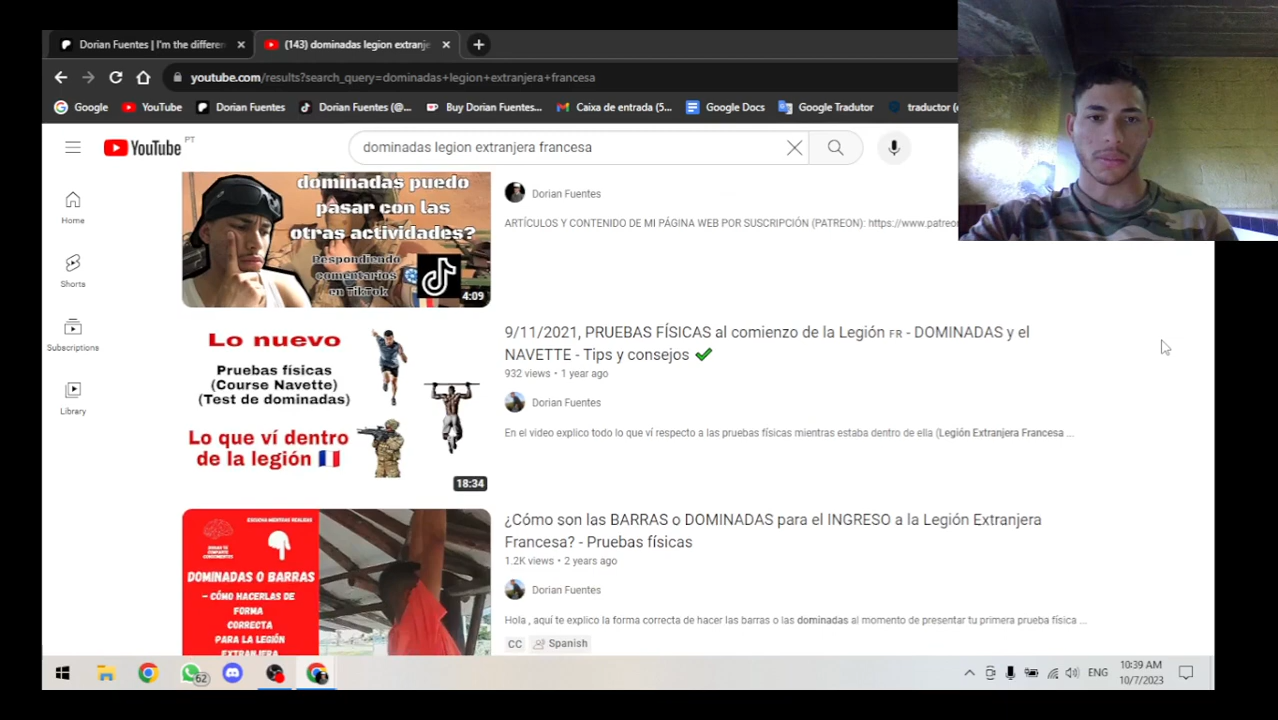 Dorian Fuentes | I'm the differen
(143) dominadas legion extranje
youtube.com/results?search_query=dominadas+legion+extranjera+francesa
Google
YouTube
Dorian Fuentes
Dorian Fuentes (@...
Buy Dorian Fuentes...
Caixa de entrada (5...
Google Docs
Google Tradutor
traductor (e
YouTube PT
dominadas legion extranjera francesa
Home
Shorts
Subscriptions
Library
dominadas puedo
pasar con las
otras actividades?
Respondiendo
comentarios
en TikTok
4:09
Dorian Fuentes
ARTÍCULOS Y CONTENIDO DE MI PÁGINA WEB POR SUSCRIPCIÓN (PATREON): https://www.patreon
Lo nuevo
Pruebas físicas
(Course Navette)
(Test de dominadas)
Lo que ví dentro
de la legión
18:34
9/11/2021, PRUEBAS FÍSICAS al comienzo de la Legión FR - DOMINADAS y el
NAVETTE - Tips y consejos ✔
932 views • 1 year ago
Dorian Fuentes
En el video explico todo lo que ví respecto a las pruebas físicas mientras estaba dentro de ella (Legión Extranjera Francesa ...
DOMINADAS O BARRAS
– CÓMO HACERLAS DE
FORMA
CORRECTA
PARA LA LEGIÓN
EXTRANJERA
¿Cómo son las BARRAS o DOMINADAS para el INGRESO a la Legión Extranjera
Francesa? - Pruebas físicas
1.2K views • 2 years ago
Dorian Fuentes
Hola , aquí te explico la forma correcta de hacer las barras o las dominadas al momento de presentar tu primera prueba física ...
CC Spanish
62
ENG
10:39 AM
10/7/2023